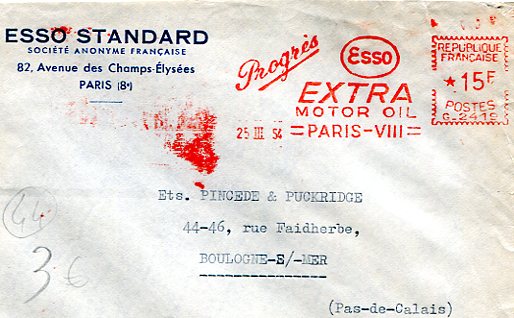 ESSO STANDARD
SOCIÉTÉ ANONYME FRANÇAISE
82, Avenue des Champs-Élysées
PARIS (8e)
Progrès
Esso
EXTRA
MOTOR OIL
25 III 54 =PARIS-VIII=
REPUBLIQUE
FRANÇAISE
★15F
POSTES
G-2419
Ets. PINCEDE & PUCKRIDGE
44-46, rue Faidherbe,
BOULOGNE-S/-MER
(Pas-de-Calais)
44
3 €